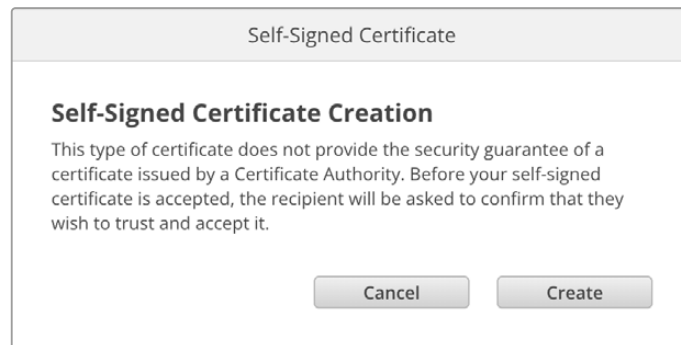 Self-Signed Certificate
Self-Signed Certificate Creation
This type of certificate does not provide the security guarantee of a
certificate issued by a Certificate Authority. Before your self-signed
certificate is accepted, the recipient will be asked to confirm that they
wish to trust and accept it.
Cancel
Create